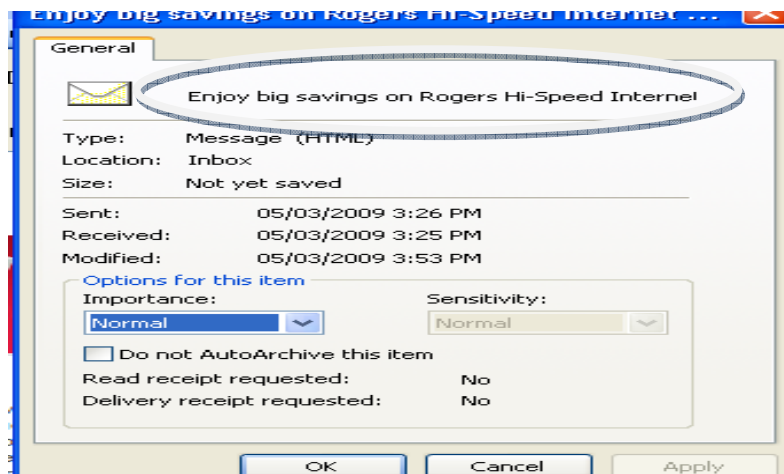 Enjoy big savings on Rogers Hi-Speed Internet ...
General
Enjoy big savings on Rogers Hi-Speed Internet
Type: Message (HTML)
Location: Inbox
Size: Not yet saved
Sent: 05/03/2009 3:26 PM
Received: 05/03/2009 3:25 PM
Modified: 05/03/2009 3:53 PM
Options for this item
Importance: Sensitivity:
Normal Normal
Do not AutoArchive this item
Read receipt requested: No
Delivery receipt requested: No
OK Cancel Apply